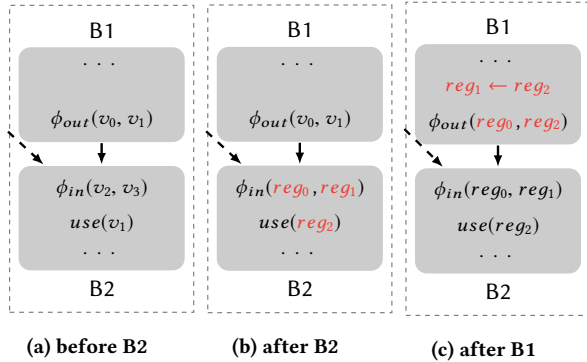 B1
. . .
ϕout(v0, v1)
ϕin(v2, v3)
use(v1)
. . .
B2
(a) before B2
B1
. . .
ϕout(v0, v1)
ϕin(reg0, reg1)
use(reg2)
. . .
B2
(b) after B2
B1
. . .
reg1 ← reg2
ϕout(reg0, reg2)
ϕin(reg0, reg1)
use(reg2)
. . .
B2
(c) after B1